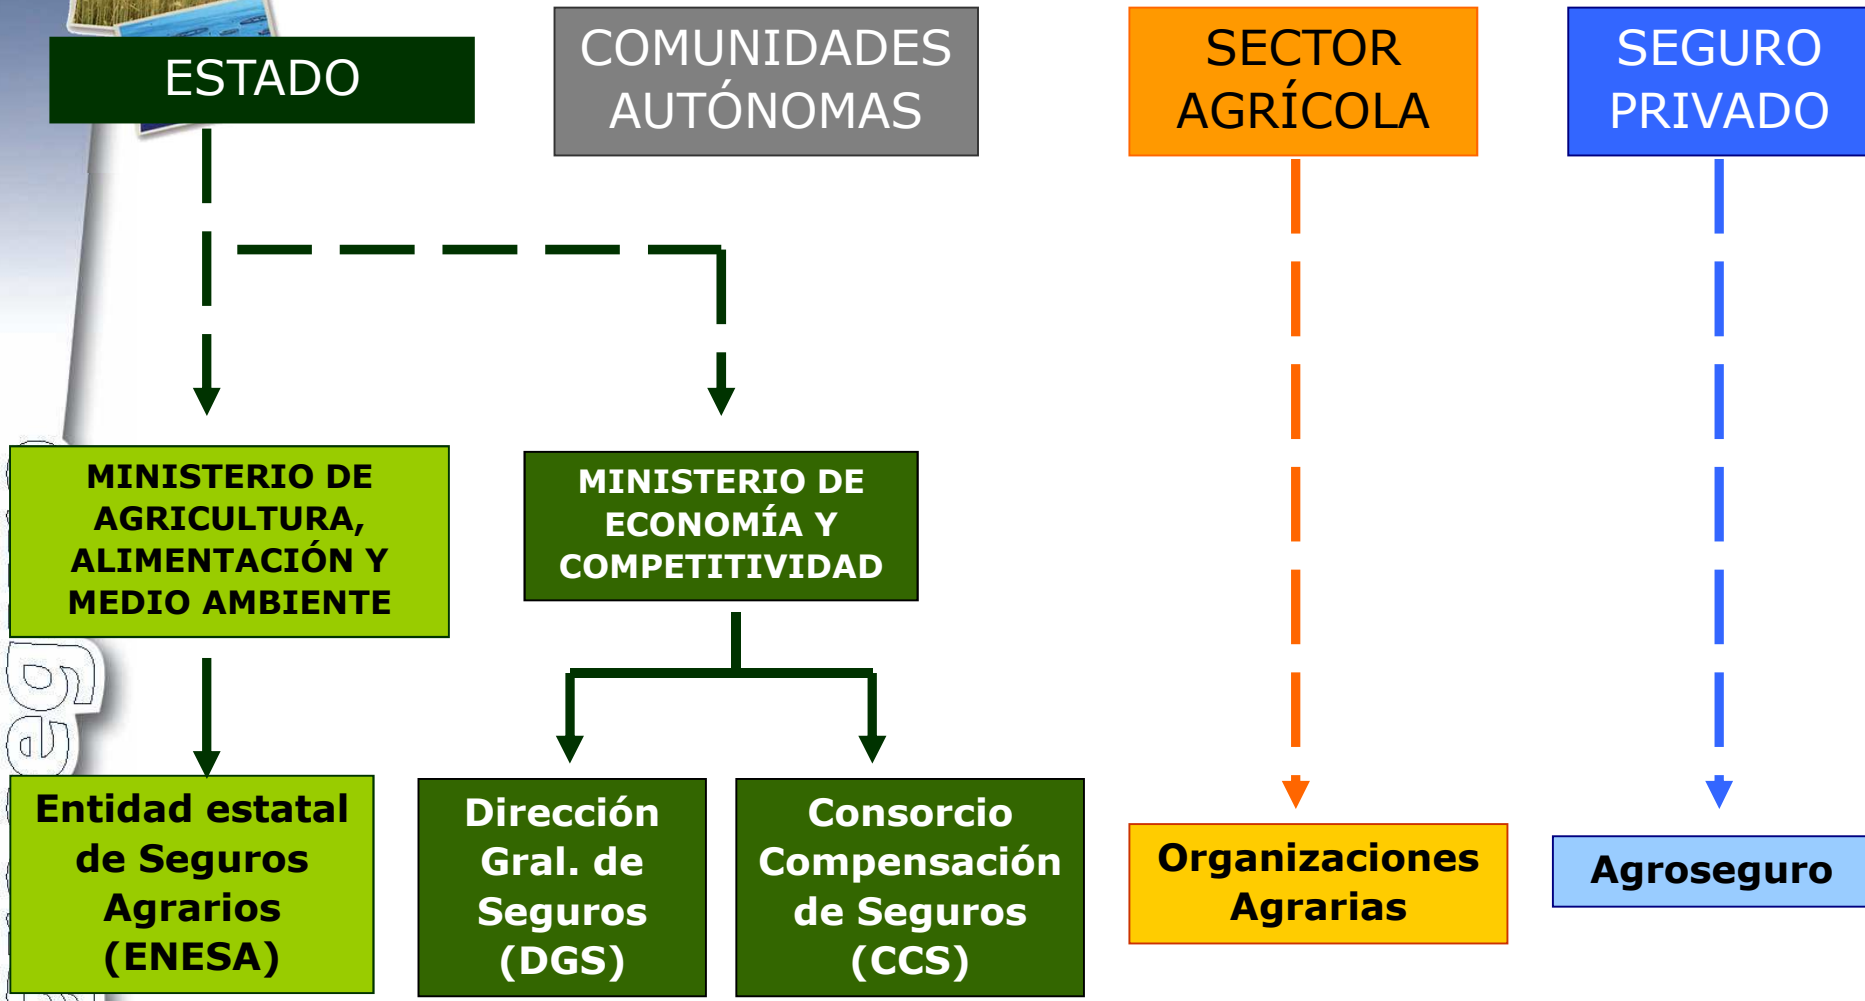 ESTADO
COMUNIDADES
AUTÓNOMAS
SECTOR
AGRÍCOLA
SEGURO
PRIVADO
MINISTERIO DE
AGRICULTURA,
ALIMENTACIÓN Y
MEDIO AMBIENTE
MINISTERIO DE
ECONOMÍA Y
COMPETITIVIDAD
Entidad estatal
de Seguros
Agrarios
(ENESA)
Dirección
Gral. de
Seguros
(DGS)
Consorcio
Compensación
de Seguros
(CCS)
Organizaciones
Agrarias
Agroseguro